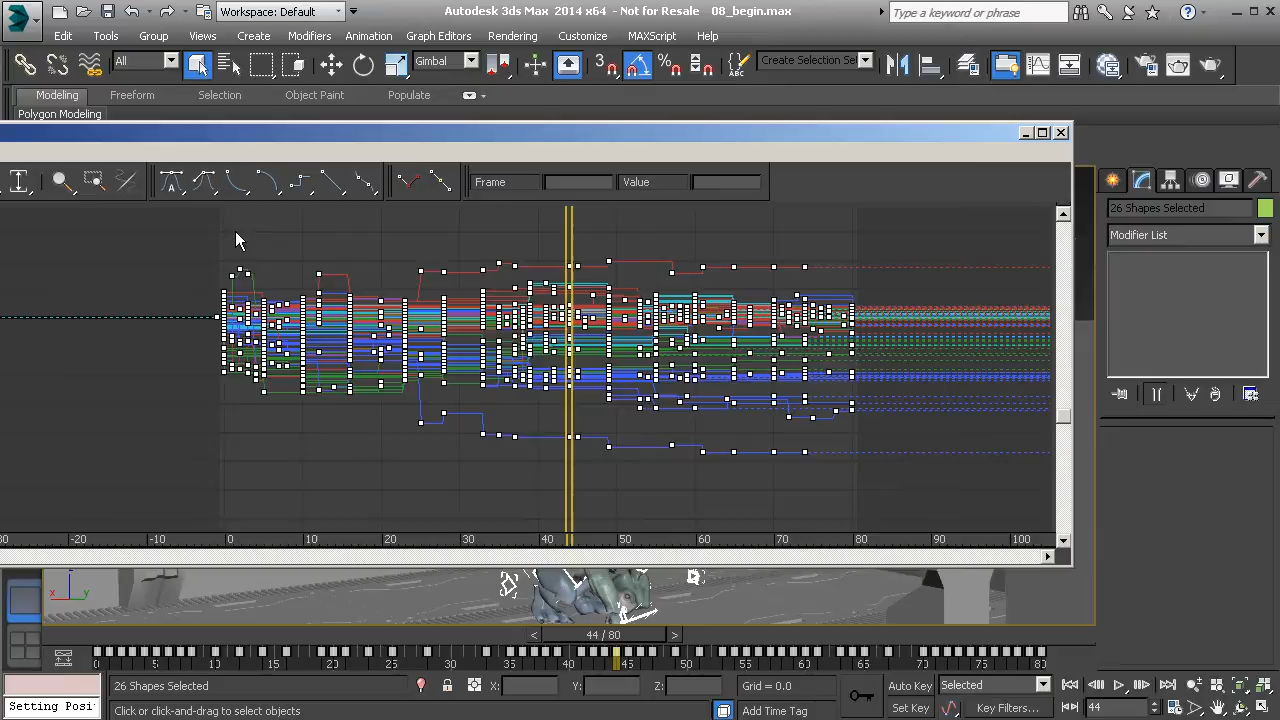 Workspace: Default
Autodesk 3ds Max 2014 x64 - Not for Resale 08_begin.max
Type a keyword or phrase
Edit Tools Group Views Create Modifiers Animation Graph Editors Rendering Customize MAXScript Help
All Gimbal 3 Create Selection Se
Modeling Freeform Selection Object Paint Populate
Polygon Modeling
Frame Value
26 Shapes Selected
Modifier List
-20 -10 0 10 20 30 40 50 60 70 80 90 100
z
x y
< 44 / 80 >
0 5 10 15 20 25 30 35 40 45 50 55 60 65 70 75 80
26 Shapes Selected X: Y: Z: Grid = 0.0 Auto Key Selected
Setting Posi Click or click-and-drag to select objects Add Time Tag Set Key Key Filters... 44